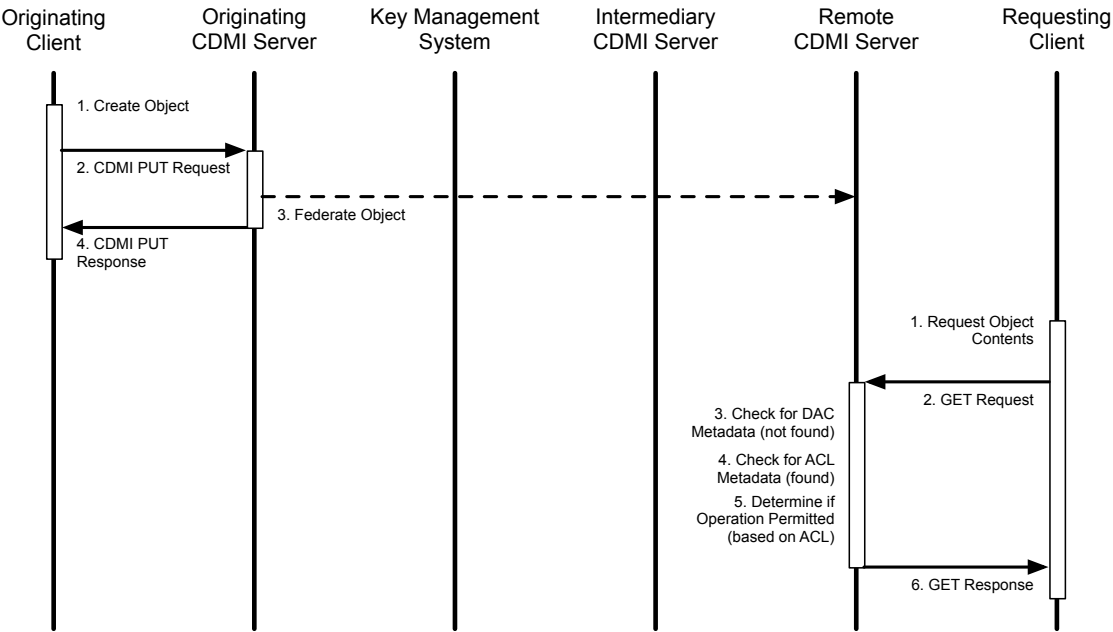 Originating
Client
Originating
CDMI Server
Key Management
System
Intermediary
CDMI Server
Remote
CDMI Server
Requesting
Client
1. Create Object
2. CDMI PUT Request
3. Federate Object
4. CDMI PUT
Response
1. Request Object
Contents
2. GET Request
3. Check for DAC
Metadata (not found)
4. Check for ACL
Metadata (found)
5. Determine if
Operation Permitted
(based on ACL)
6. GET Response